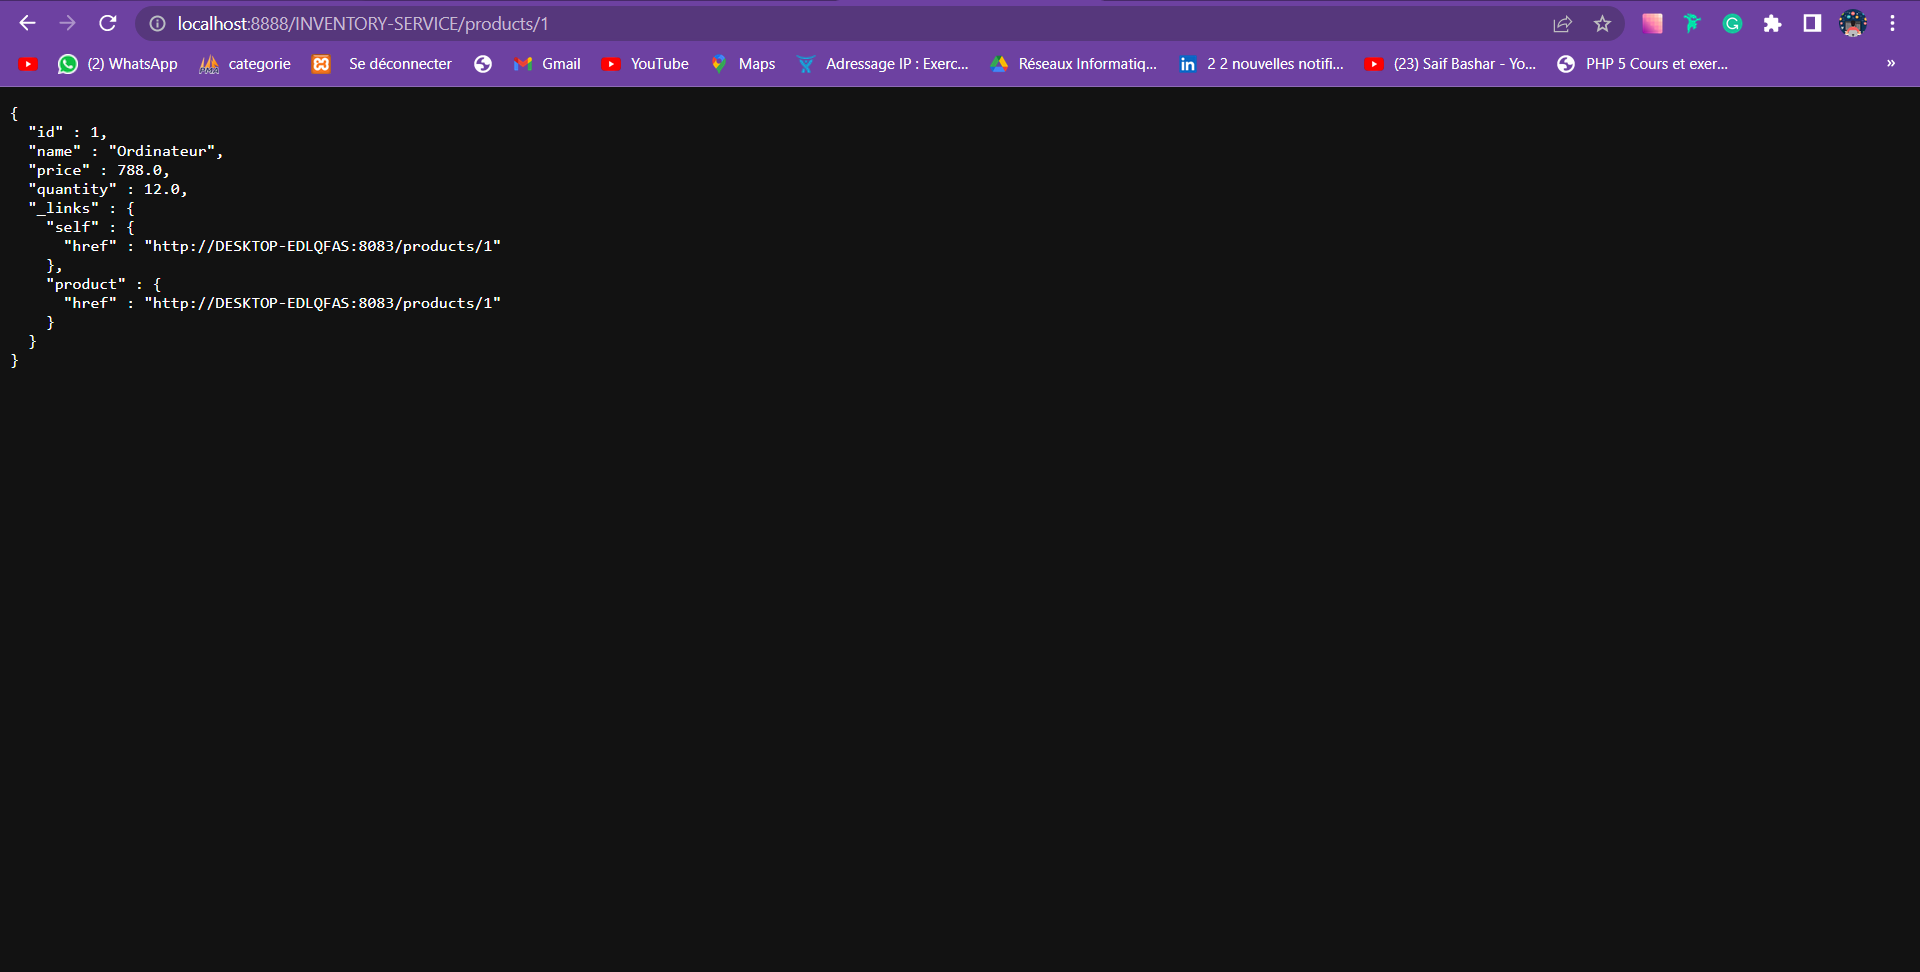 localhost:8888/INVENTORY-SERVICE/products/1
(2) WhatsApp categorie Se déconnecter Gmail YouTube Maps Adressage IP : Exerc... Réseaux Informatiq... 2 2 nouvelles notifi... (23) Saif Bashar - Yo... PHP 5 Cours et exer... »
{
"id" : 1,
"name" : "Ordinateur",
"price" : 788.0,
"quantity" : 12.0,
"_links" : {
"self" : {
"href" : "http://DESKTOP-EDLQFAS:8083/products/1"
},
"product" : {
"href" : "http://DESKTOP-EDLQFAS:8083/products/1"
}
}
}